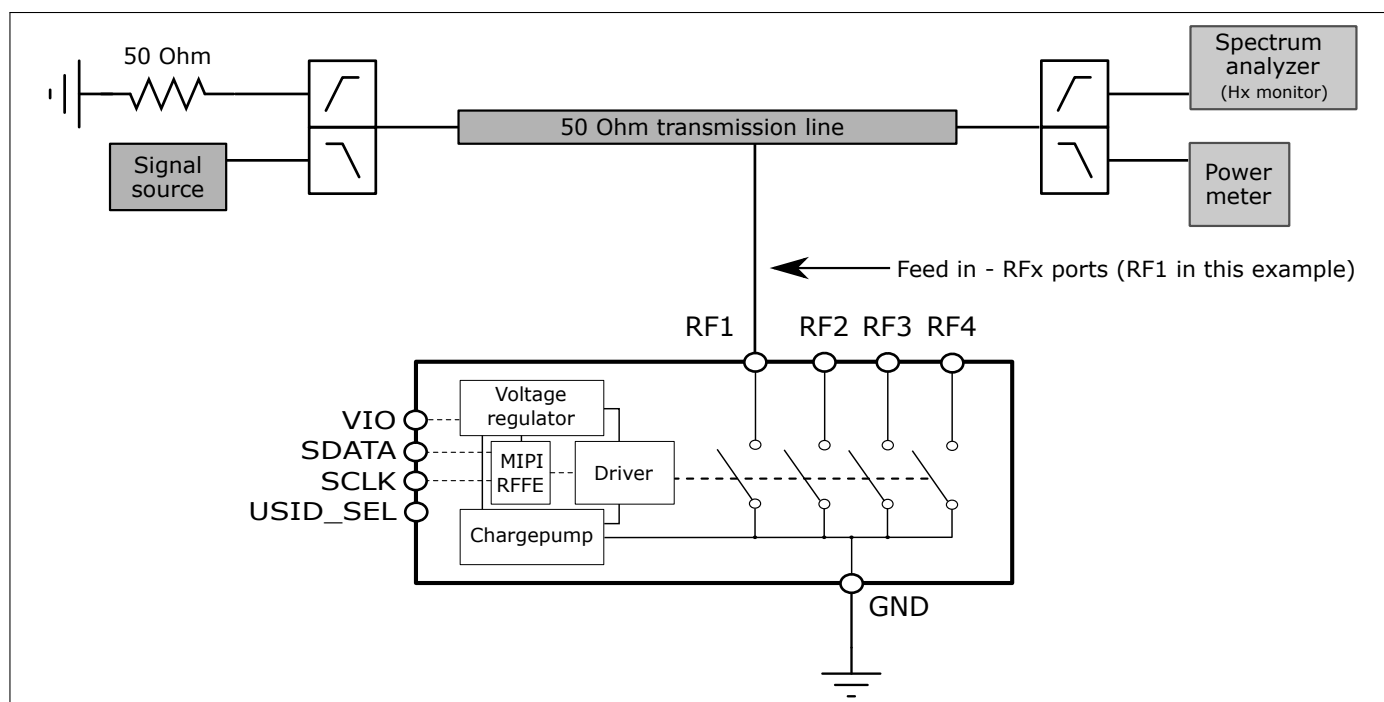 50 Ohm
Spectrum
analyzer
(Hx monitor)
50 Ohm transmission line
Signal
source
Power
meter
Feed in - RFx ports (RF1 in this example)
RF1
RF2
RF3
RF4
Voltage
regulator
VIO
SDATA
SCLK
USID_SEL
MIPI
RFFE
Driver
Chargepump
GND